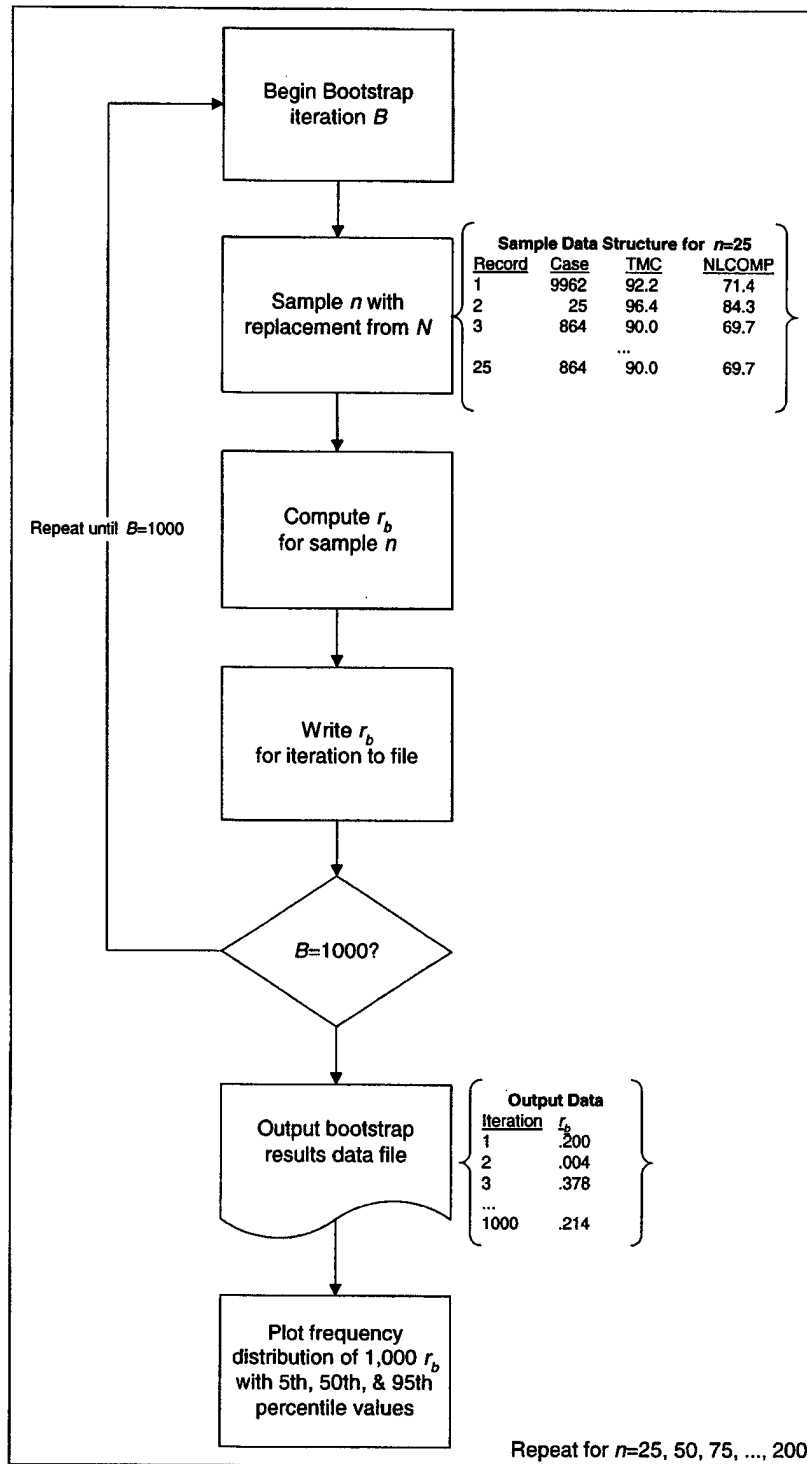 Begin Bootstrap
iteration B
Sample n with
replacement from N
Sample Data Structure for n=25
Record Case TMC NLCOMP
1 9962 92.2 71.4
2 25 96.4 84.3
3 864 90.0 69.7
...
25 864 90.0 69.7
Compute r_b
for sample n
Repeat until B=1000
Write r_b
for iteration to file
B=1000?
Output bootstrap
results data file
Output Data
Iteration r_b
1 .200
2 .004
3 .378
...
1000 .214
Plot frequency
distribution of 1,000 r_b
with 5th, 50th, & 95th
percentile values
Repeat for n=25, 50, 75, ..., 200